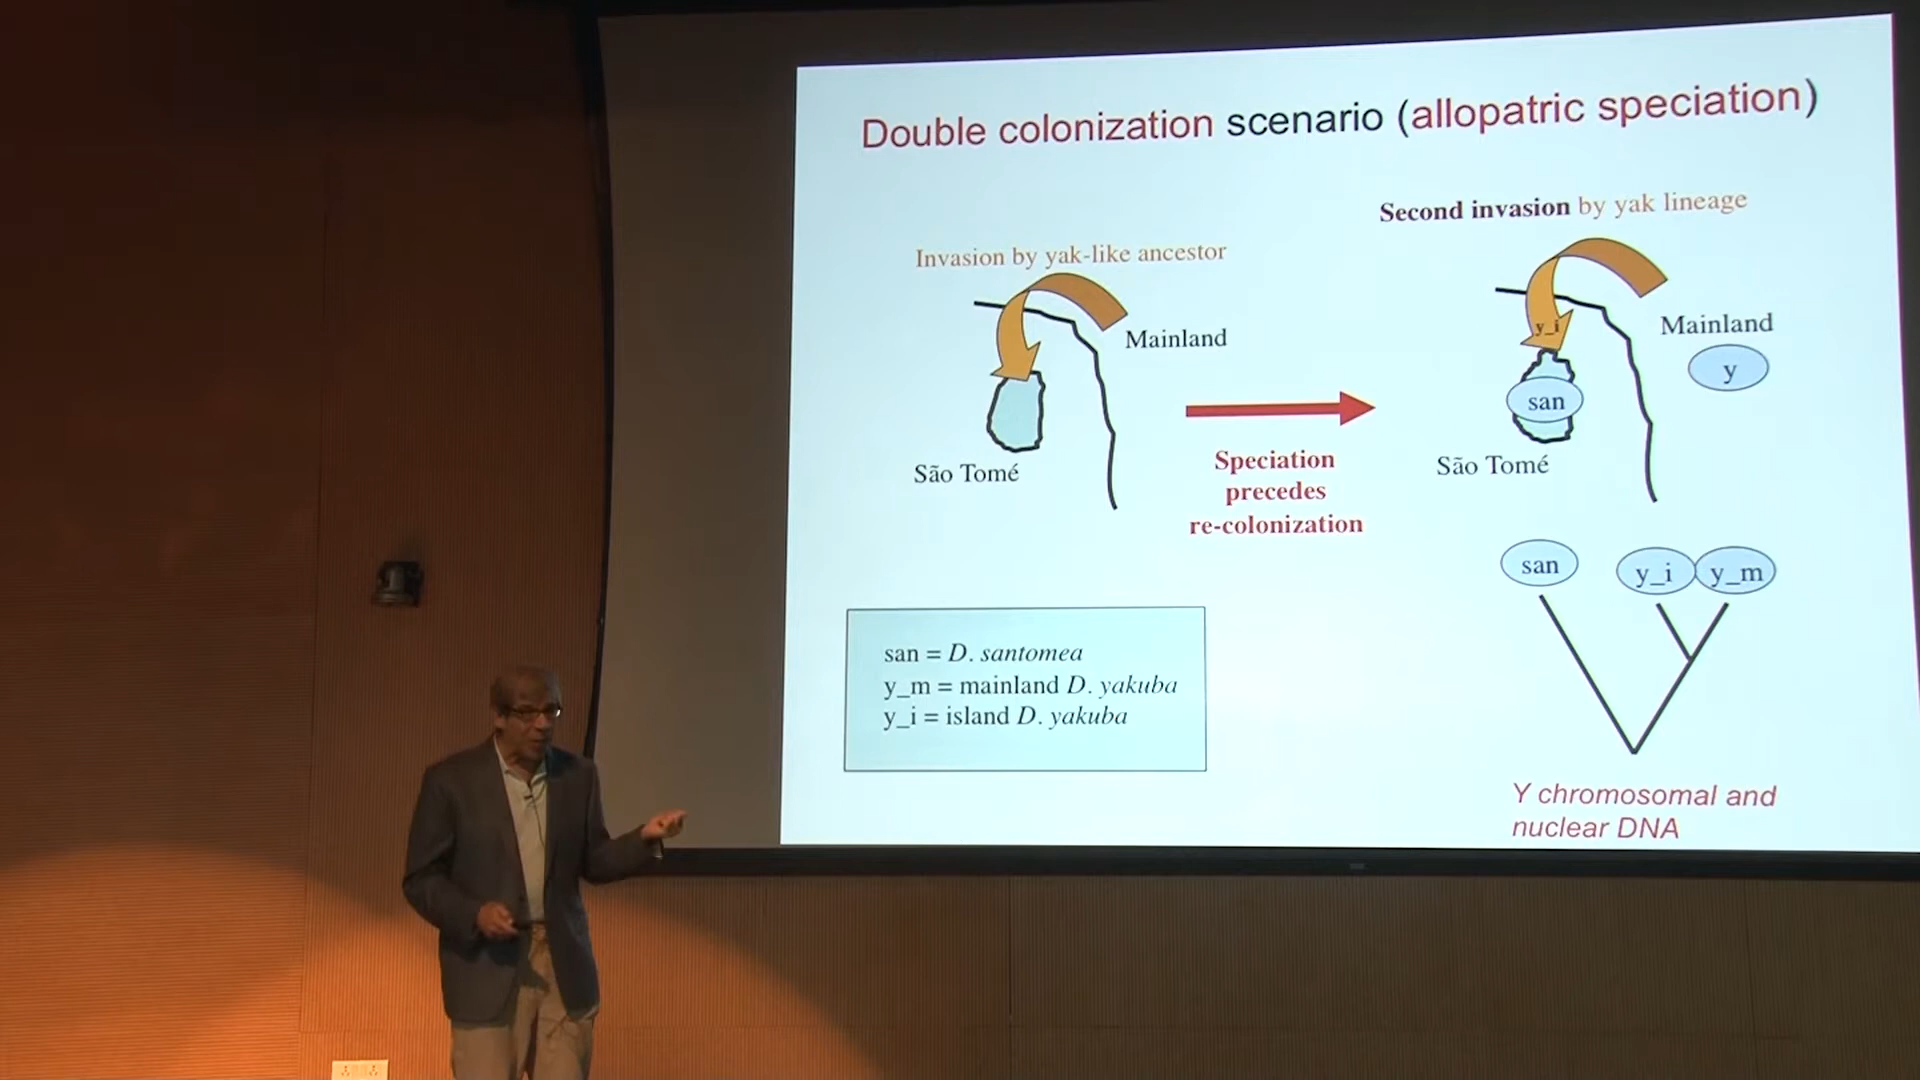 Double colonization scenario (allopatric speciation)
Invasion by yak-like ancestor
Mainland
São Tomé
Speciation
precedes
re-colonization
Second invasion by yak lineage
y_i
Mainland
y
san
São Tomé
san
y_i
y_m
Y chromosomal and
nuclear DNA
san = D. santomea
y_m = mainland D. yakuba
y_i = island D. yakuba